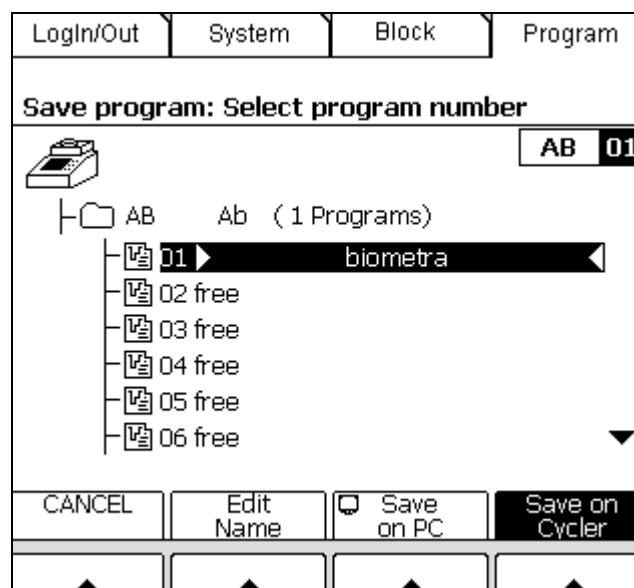 LogIn/Out System Block Program
Save program: Select program number
AB 01
AB Ab ( 1 Programs)
01 biometra
02 free
03 free
04 free
05 free
06 free
CANCEL Edit Name Save on PC Save on Cycler